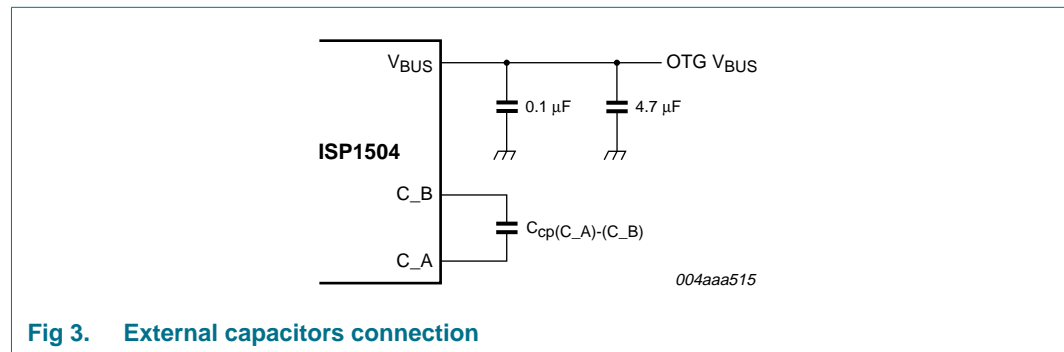 VBUS
OTG VBUS
0.1 μF
4.7 μF
ISP1504
C_B
Ccp(C_A)-(C_B)
C_A
004aaa515
Fig 3. External capacitors connection